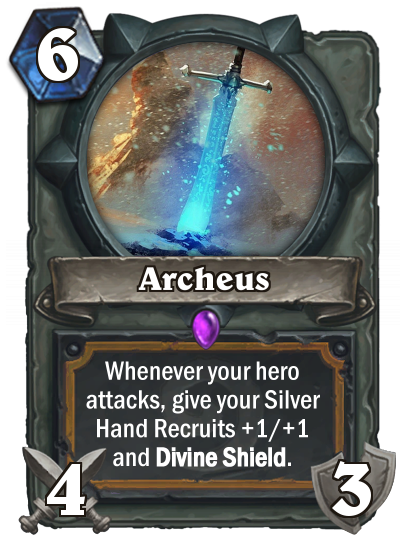 6
Archeus
Whenever your hero
attacks, give your Silver
Hand Recruits +1/+1
and Divine Shield.
4
3